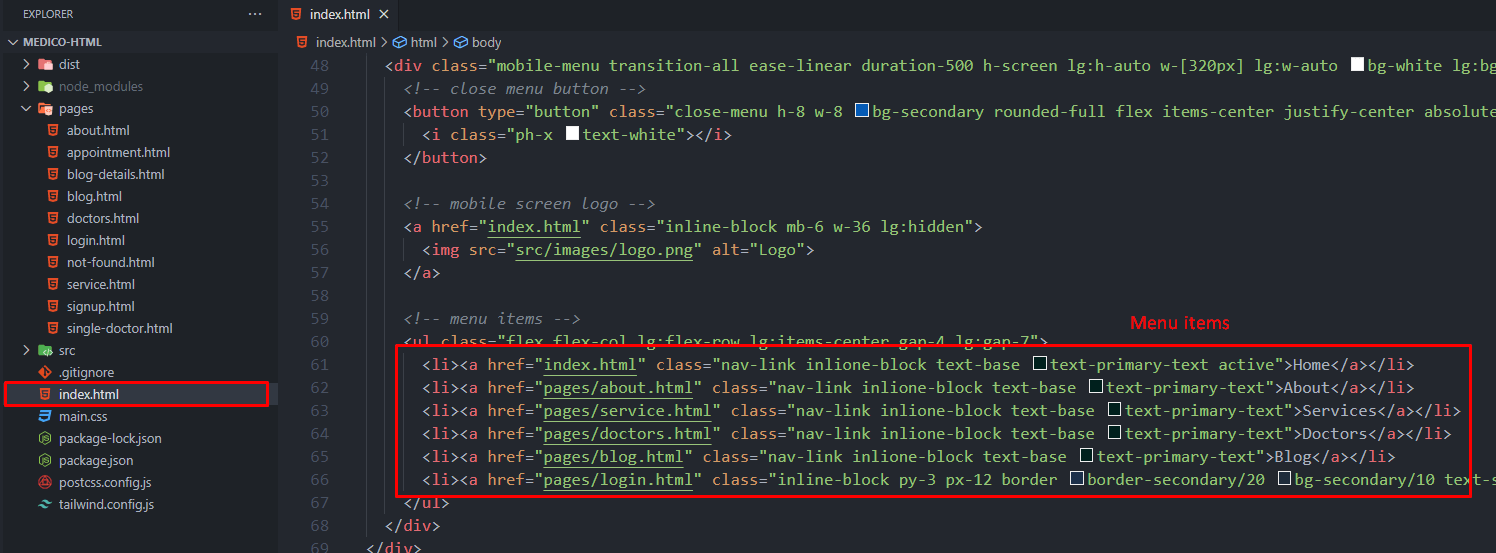 EXPLORER ···
MEDICO-HTML
dist
node_modules
pages
about.html
appointment.html
blog-details.html
blog.html
doctors.html
login.html
not-found.html
service.html
signup.html
single-doctor.html
src
.gitignore
index.html
main.css
package-lock.json
package.json
postcss.config.js
tailwind.config.js
index.html
index.html > html > body
48 <div class="mobile-menu transition-all ease-linear duration-500 h-screen lg:h-auto w-[320px] lg:w-auto bg-white lg:bg
49 <!-- close menu button -->
50 <button type="button" class="close-menu h-8 w-8 bg-secondary rounded-full flex items-center justify-center absolute
51 <i class="ph-x text-white"></i>
52 </button>
53
54 <!-- mobile screen logo -->
55 <a href="index.html" class="inline-block mb-6 w-36 lg:hidden">
56 <img src="src/images/logo.png" alt="Logo">
57 </a>
58
59 <!-- menu items -->
Menu items
60 <ul class="flex flex-col lg:flex-row lg:items-center gap-4 lg:gap-7">
61 <li><a href="index.html" class="nav-link inlione-block text-base text-primary-text active">Home</a></li>
62 <li><a href="pages/about.html" class="nav-link inlione-block text-base text-primary-text">About</a></li>
63 <li><a href="pages/service.html" class="nav-link inlione-block text-base text-primary-text">Services</a></li>
64 <li><a href="pages/doctors.html" class="nav-link inlione-block text-base text-primary-text">Doctors</a></li>
65 <li><a href="pages/blog.html" class="nav-link inlione-block text-base text-primary-text">Blog</a></li>
66 <li><a href="pages/login.html" class="inline-block py-3 px-12 border border-secondary/20 bg-secondary/10 text-s
67 </ul>
68 </div>
69 </div>